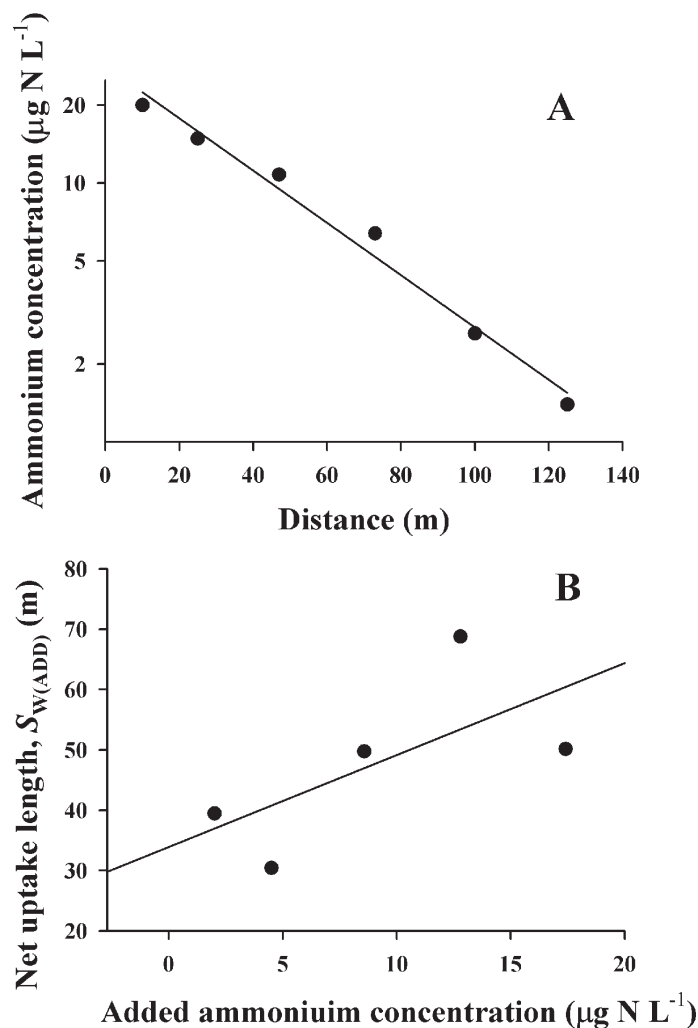 A
Ammonium concentration (µg N L⁻¹)
20
10
5
2
0 20 40 60 80 100 120 140
Distance (m)
B
Net uptake length, SW(ADD) (m)
80
70
60
50
40
30
20
0 5 10 15 20
Added ammoniuim concentration (µg N L⁻¹)